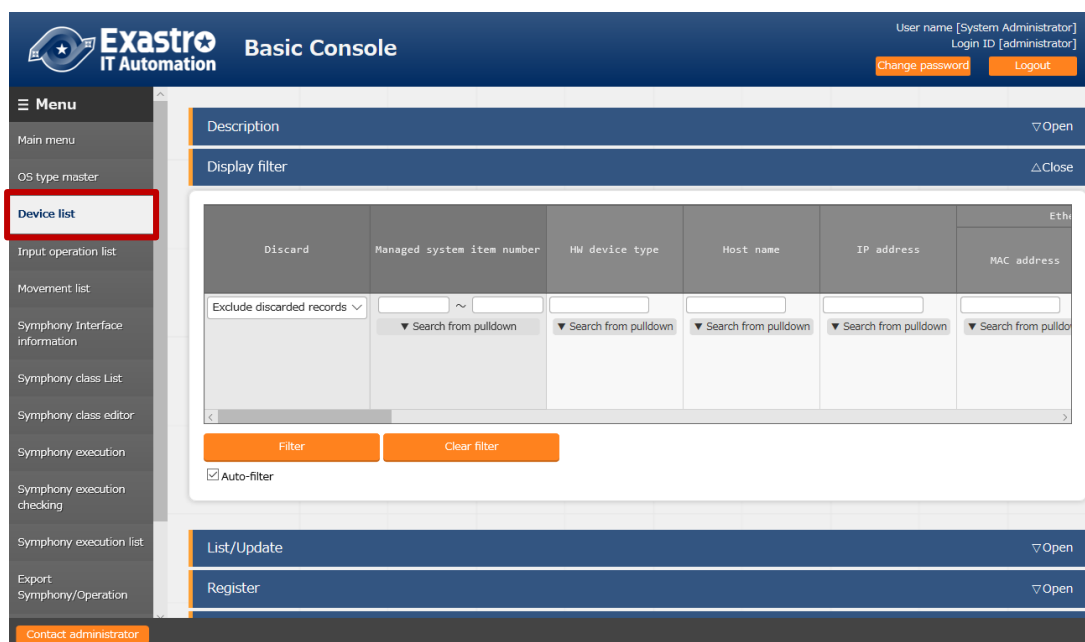 Exastro
IT Automation
Basic Console
User name [System Administrator]
Login ID [administrator]
Change password
Logout
Menu
Main menu
OS type master
Device list
Input operation list
Movement list
Symphony Interface
information
Symphony class List
Symphony class editor
Symphony execution
Symphony execution
checking
Symphony execution list
Export
Symphony/Operation
Contact administrator
Description
▽Open
Display filter
△Close
Discard
Managed system item number
HW device type
Host name
IP address
Ethe
MAC address
Exclude discarded records
~
▼ Search from pulldown
▼ Search from pulldown
▼ Search from pulldown
▼ Search from pulldown
▼ Search from pulldo
Filter
Clear filter
Auto-filter
List/Update
▽Open
Register
▽Open